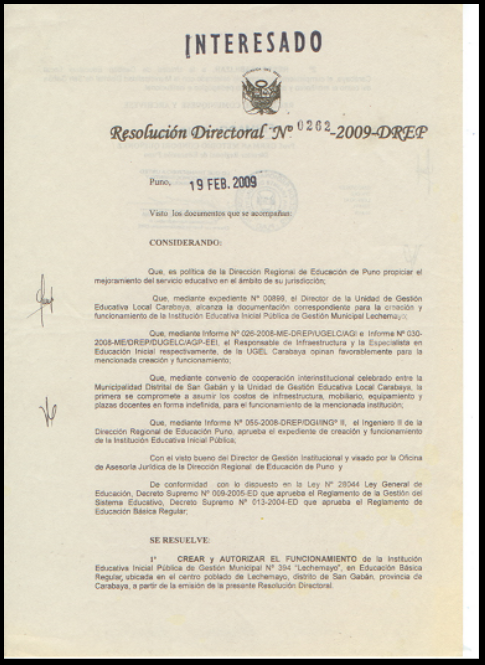 INTERESADO
Resolución Directoral Nº 0262-2009-DREP
Puno, 19 FEB. 2009
Visto los documentos que se acompañan:
CONSIDERANDO:
Que, es política de la Dirección Regional de Educación de Puno propiciar el
mejoramiento del servicio educativo en el ámbito de su jurisdicción;
Que, mediante expediente Nº 00899, el Director de la Unidad de Gestión
Educativa Local Carabaya, alcanza la documentación correspondiente para la creación y
funcionamiento de la Institución Educativa Inicial Pública de Gestión Municipal Lechemayo;
Que, mediante Informe Nº 026-2008-ME-DREP/UGELC/AGI e Informe Nº 030-
2008-ME/DREP/DUGELC/AGP-EEI, el Responsable de Infraestructura y la Especialista en
Educación Inicial respectivamente, de la UGEL Carabaya opinan favorablemente para la
mencionada creación y funcionamiento;
Que, mediante convenio de cooperación interinstitucional celebrado entre la
Municipalidad Distrital de San Gabán y la Unidad de Gestión Educativa Local Carabaya, la
primera se compromete a asumir los costos de infraestructura, mobiliario, equipamiento y
plazas docentes en forma indefinida, para el funcionamiento de la mencionada institución;
Que, mediante Informe Nº 055-2008-DREP/DGI/INGº II, el Ingeniero II de la
Dirección Regional de Educación Puno, aprueba el expediente de creación y funcionamiento
de la Institución Educativa Inicial Pública;
Con el visto bueno del Director de Gestión Institucional y visado por la Oficina
de Asesoría Jurídica de la Dirección Regional de Educación de Puno y
De conformidad con lo dispuesto en la Ley Nº 28044 Ley General de
Educación, Decreto Supremo Nº 009-2005-ED que aprueba el Reglamento de la Gestión del
Sistema Educativo, Decreto Supremo Nº 013-2004-ED que aprueba el Reglamento de
Educación Básica Regular;
SE RESUELVE:
1º CREAR y AUTORIZAR EL FUNCIONAMIENTO de la Institución
Educativa Inicial Pública de Gestión Municipal Nº 394 "Lechemayo", en Educación Básica
Regular, ubicada en el centro poblado de Lechemayo, distrito de San Gabán, provincia de
Carabaya, a partir de la emisión de la presente Resolución Directoral.